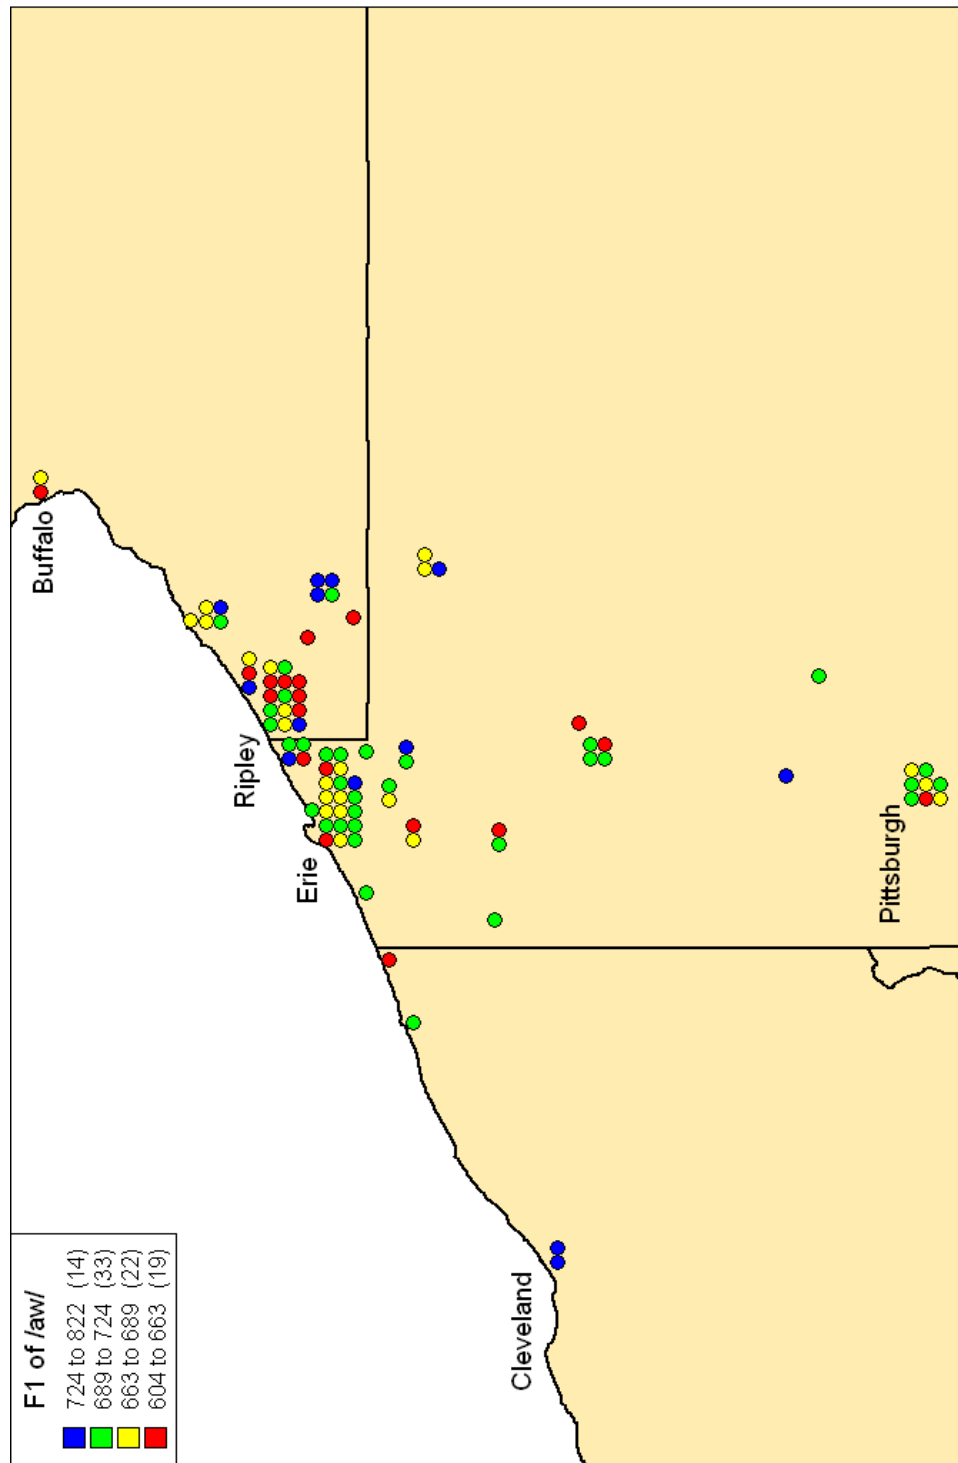 F1 of /aw/
724 to 822 (14)
689 to 724 (33)
663 to 689 (22)
604 to 663 (19)
Buffalo
Ripley
Erie
Cleveland
Pittsburgh